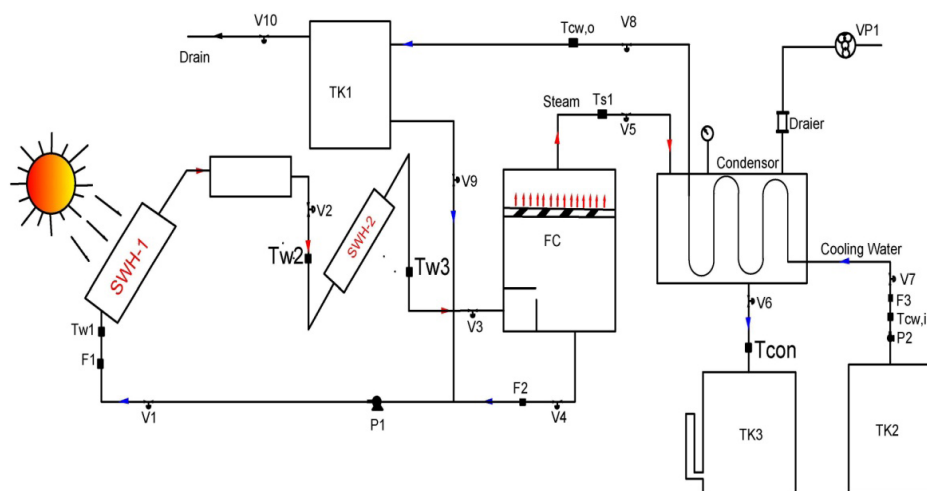 V10
Tcw,o
V8
VP1
Drain
TK1
Steam
Ts1
V5
Draier
Condensor
V9
V2
SWH-1
SWH-2
Tw2
Tw3
FC
Cooling Water
V7
F3
Tcw,i
P2
V6
V3
Tw1
F1
Tcon
F2
V1
P1
V4
TK3
TK2